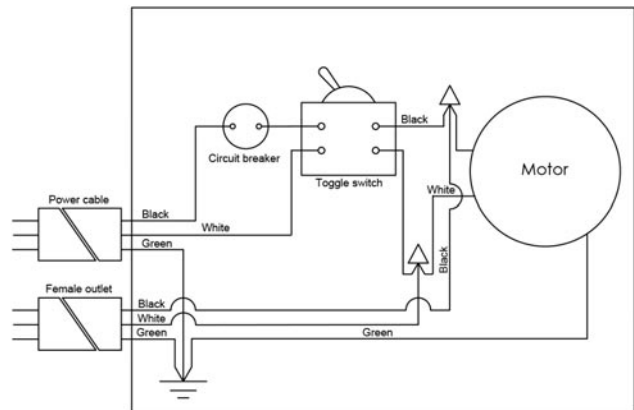 Black
Circuit breaker
Toggle switch
Motor
White
Power cable
Black
White
Green
Black
Female outlet
Black
White
Green
Green